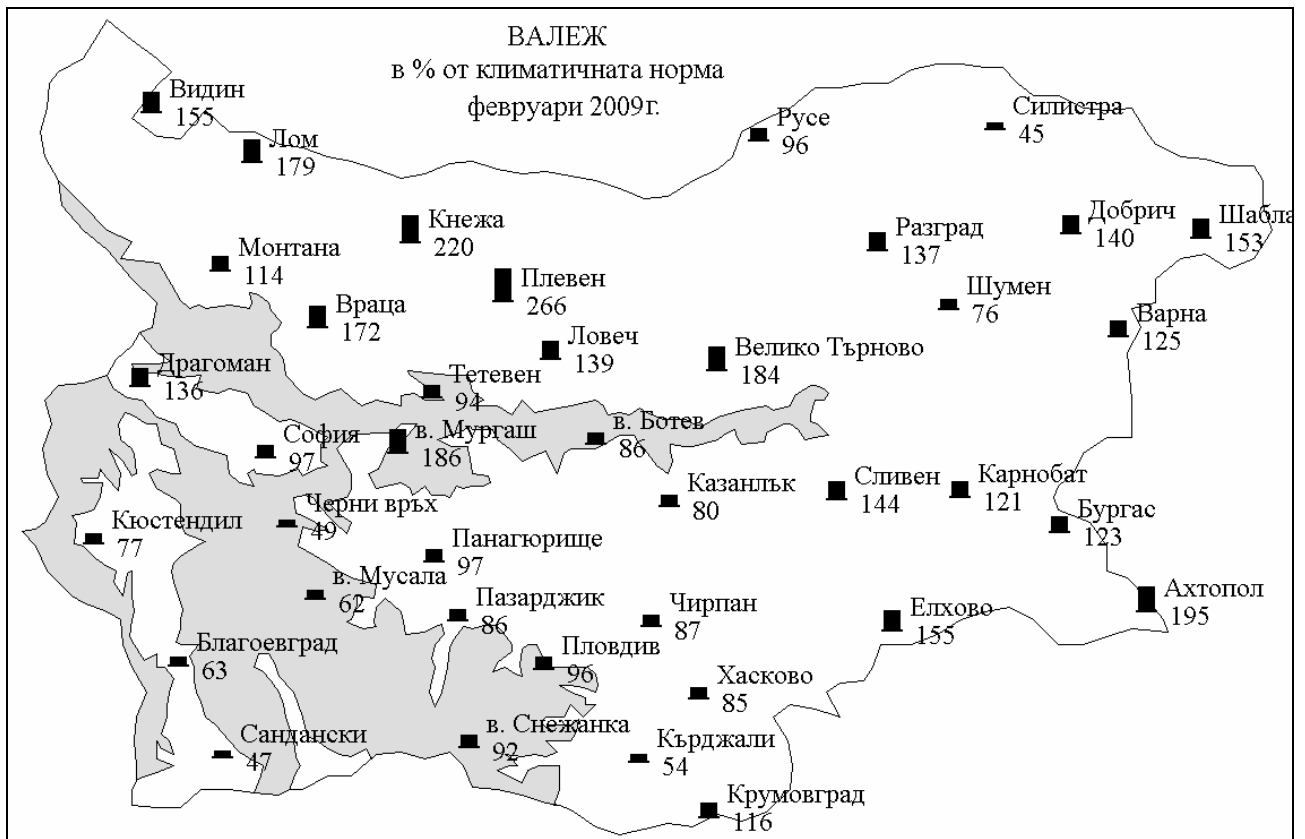 ВАЛЕЖ
в % от климатичната норма
февруари 2009г.
Видин
155
Лом
179
Русе
96
Силистра
45
Кнежа
220
Монтана
114
Плевен
266
Враца
172
Ловеч
139
Разград
137
Добрич
140
Шабла
153
Шумен
76
Варна
125
Велико Търново
184
Драгоман
136
Тетевен
94
София
97
в. Мургаш
186
в. Ботев
86
Казанлък
80
Сливен
144
Карнобат
121
Бургас
123
Черни връх
49
Кюстендил
77
Панагюрище
97
в. Мусала
62
Пазарджик
86
Чирпан
87
Елхово
155
Ахтопол
195
Благоевград
63
Пловдив
96
Хасково
85
Сандански
47
в. Снежанка
92
Кърджали
54
Крумовград
116